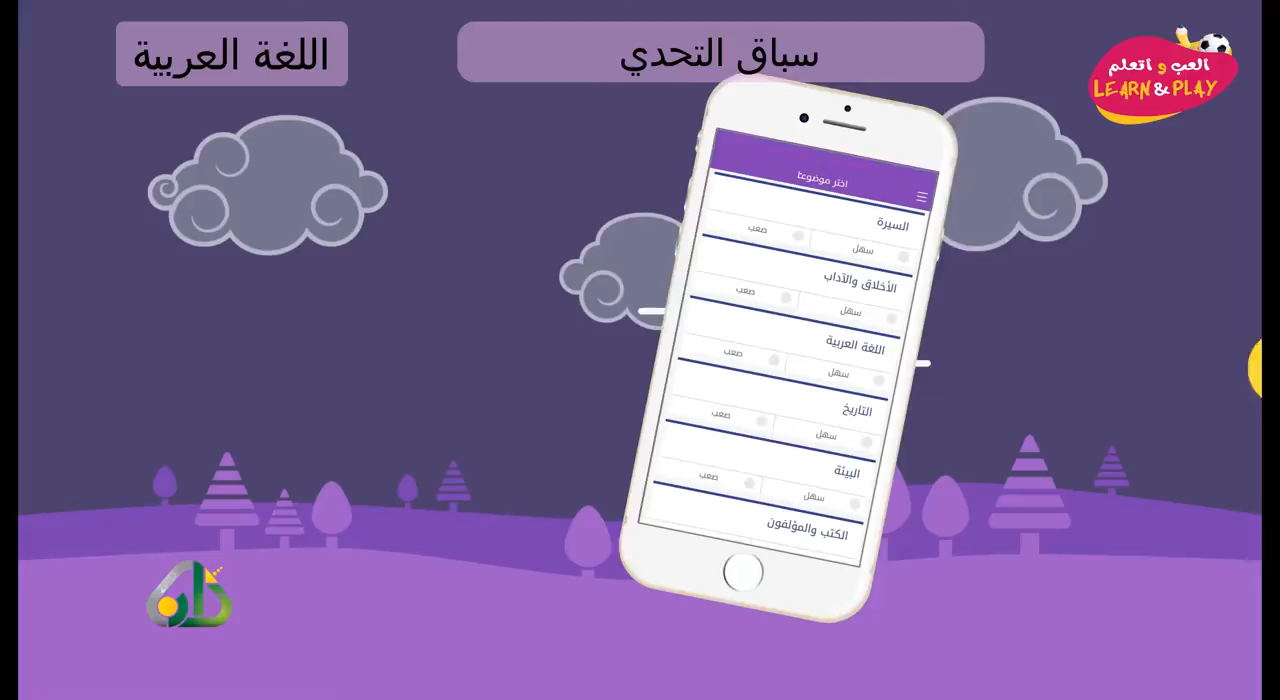 اللغة العربية
سباق التحدي
العب و اتعلم
LEARN & PLAY
اختر موضوعك
السيرة
سهل
صعب
الأخلاق والآداب
سهل
صعب
اللغة العربية
سهل
صعب
التاريخ
سهل
صعب
البيئة
سهل
صعب
الكتب والمؤلفون